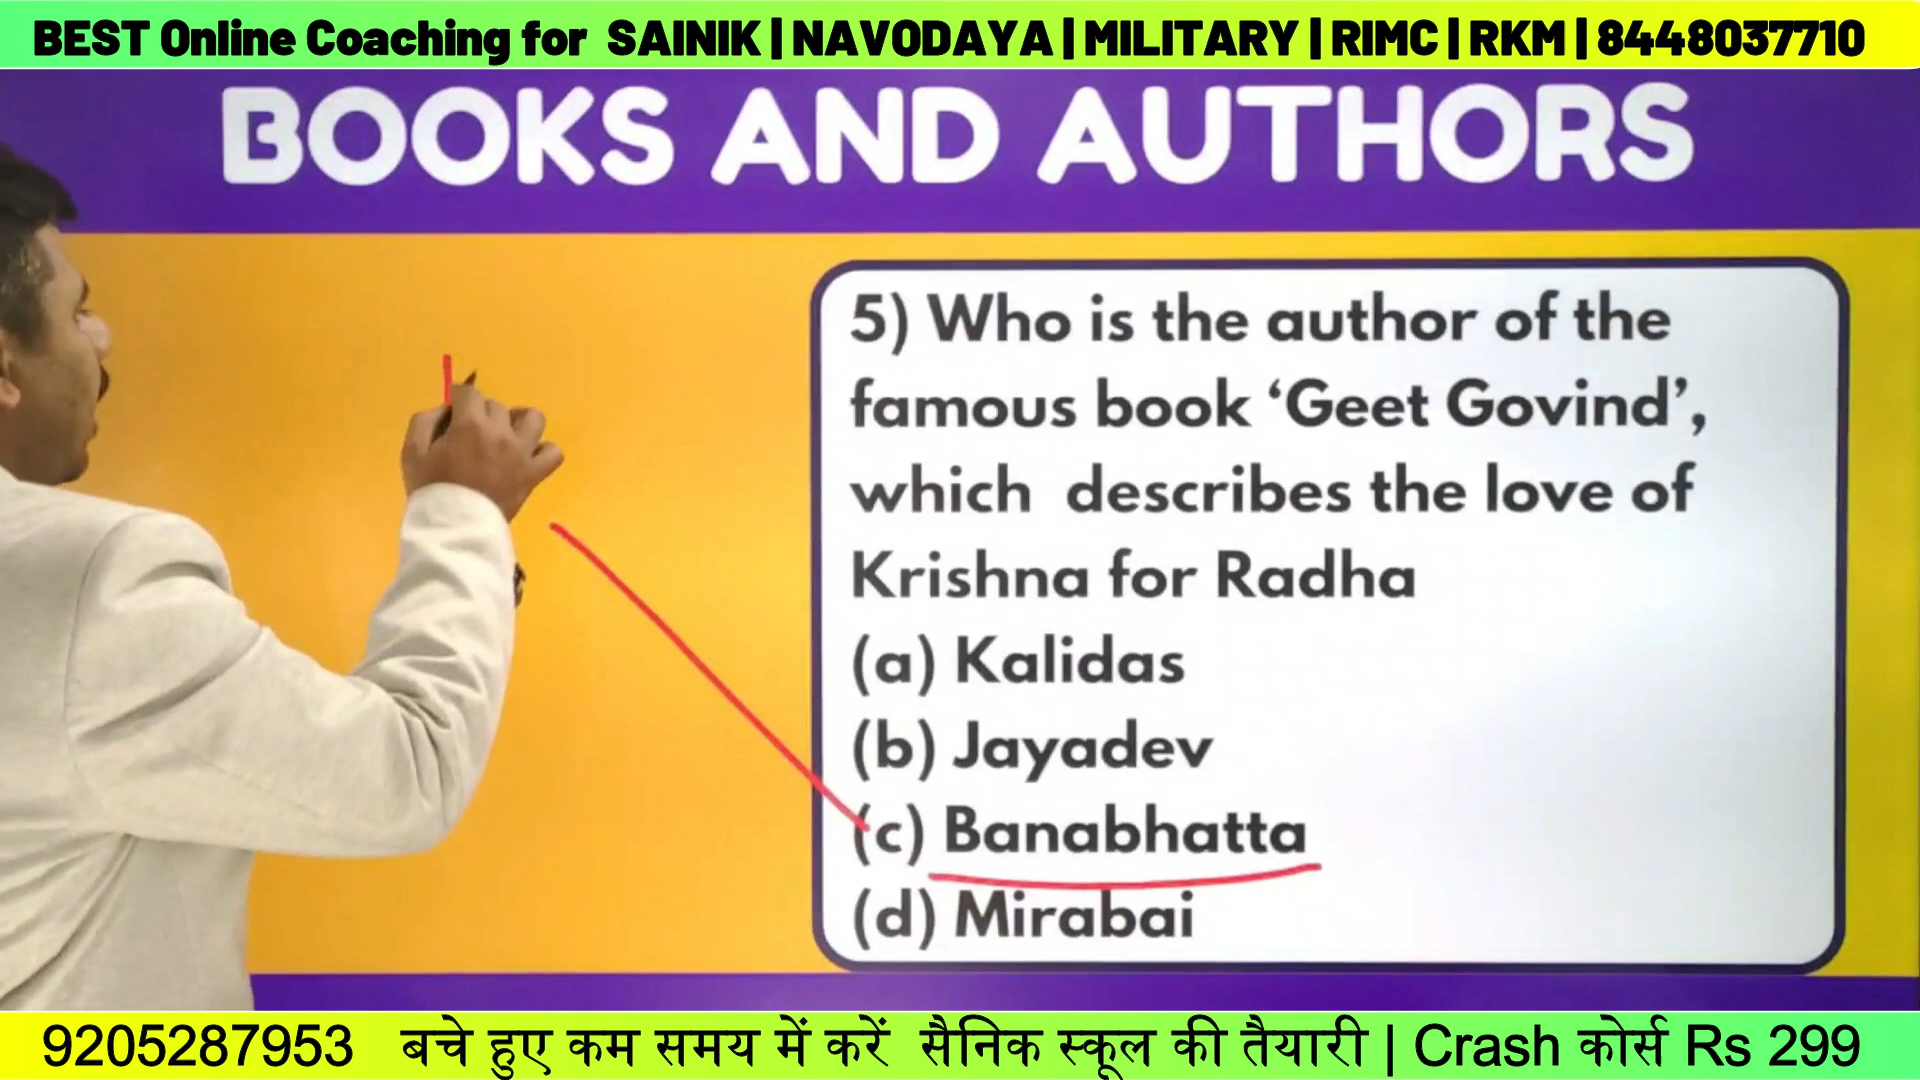 BEST Online Coaching for SAINIK | NAVODAYA | MILITARY | RIMC | RKM | 8448037710
BOOKS AND AUTHORS
5) Who is the author of the
famous book ‘Geet Govind’,
which describes the love of
Krishna for Radha
(a) Kalidas
(b) Jayadev
(c) Banabhatta
(d) Mirabai
9205287953 बचे हुए कम समय में करें सैनिक स्कूल की तैयारी | Crash कोर्स Rs 299